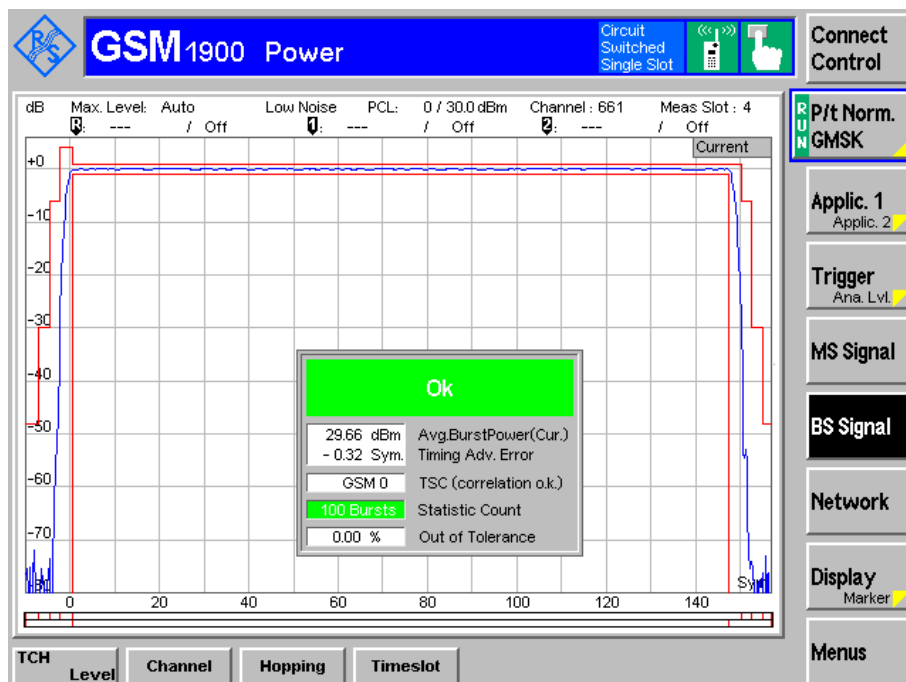 R S
GSM 1900 Power
Circuit
Switched
Single Slot
Connect
Control
dB Max. Level: Auto Low Noise PCL: 0 / 30.0 dBm Channel : 661 Meas Slot : 4
R: --- / Off 1: --- / Off 2: --- / Off
Current
RUN
P/t Norm.
GMSK
Applic. 1
Applic. 2
Trigger
Ana. Lvl.
MS Signal
BS Signal
Network
Display
Marker
Menus
+0
-10
-20
-30
-40
-50
-60
-70
-80
Ok
29.66 dBm Avg.BurstPower(Cur.)
- 0.32 Sym. Timing Adv. Error
GSM 0 TSC (correlation o.k.)
100 Bursts Statistic Count
0.00 % Out of Tolerance
0 20 40 60 80 100 120 140
TCH
Level
Channel
Hopping
Timeslot